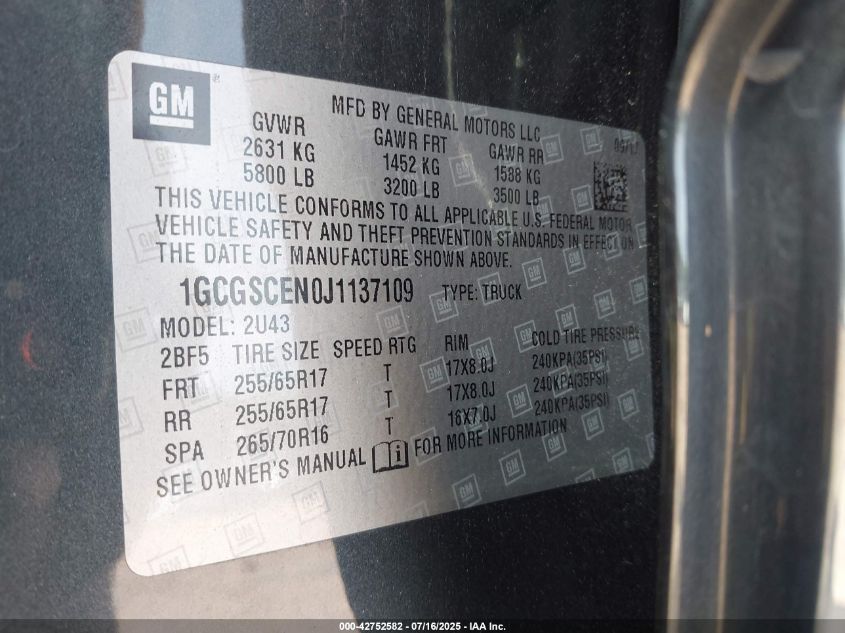 GM ®
MFD BY GENERAL MOTORS LLC
GVWR GAWR FRT GAWR RR
2631 KG 1452 KG 1588 KG
5800 LB 3200 LB 3500 LB
THIS VEHICLE CONFORMS TO ALL APPLICABLE U.S. FEDERAL MOTOR
VEHICLE SAFETY AND THEFT PREVENTION STANDARDS IN EFFECT ON
THE DATE OF MANUFACTURE SHOWN ABOVE.
1GCGSCEN0J1137109 TYPE: TRUCK
MODEL: 2U43
2BF5 TIRE SIZE SPEED RTG RIM COLD TIRE PRESSURE
FRT 255/65R17 T 17X8.0J 240KPA(35PSI)
RR 255/65R17 T 17X8.0J 240KPA(35PSI)
SPA 265/70R16 T 16X7.0J 240KPA(35PSI)
SEE OWNER'S MANUAL FOR MORE INFORMATION
000-42752582 - 07/16/2025 - IAA Inc.